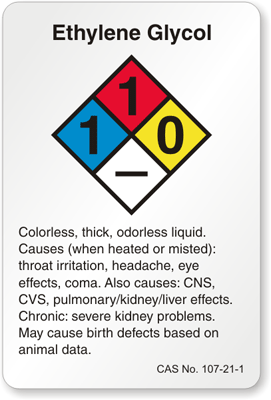 Ethylene Glycol
1
1 0
—
Colorless, thick, odorless liquid.
Causes (when heated or misted):
throat irritation, headache, eye
effects, coma. Also causes: CNS,
CVS, pulmonary/kidney/liver effects.
Chronic: severe kidney problems.
May cause birth defects based on
animal data.
CAS No. 107-21-1